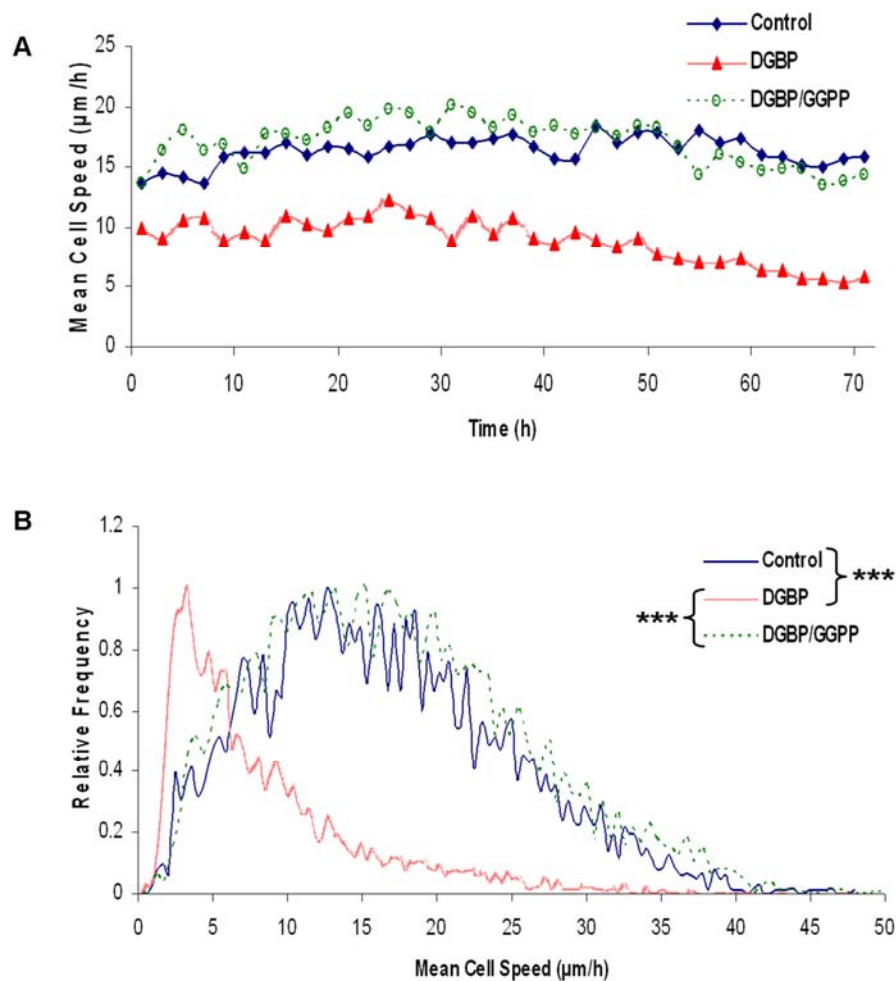 A
Control
DGBP
DGBP/GGPP
Mean Cell Speed (µm/h)
25
20
15
10
5
0
0 10 20 30 40 50 60 70
Time (h)
B
Relative Frequency
1.2
1
0.8
0.6
0.4
0.2
0
Control
DGBP
DGBP/GGPP
***
***
0 5 10 15 20 25 30 35 40 45 50
Mean Cell Speed (µm/h)